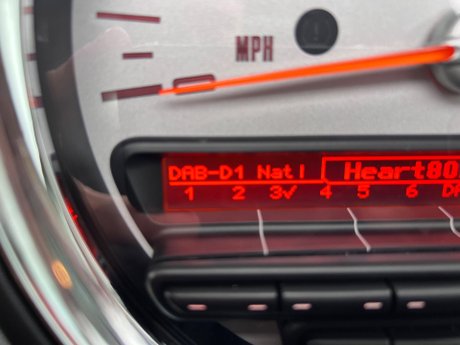 MPH
DAB-D1 Natl Heart80
1 2 3√ 4 5 6